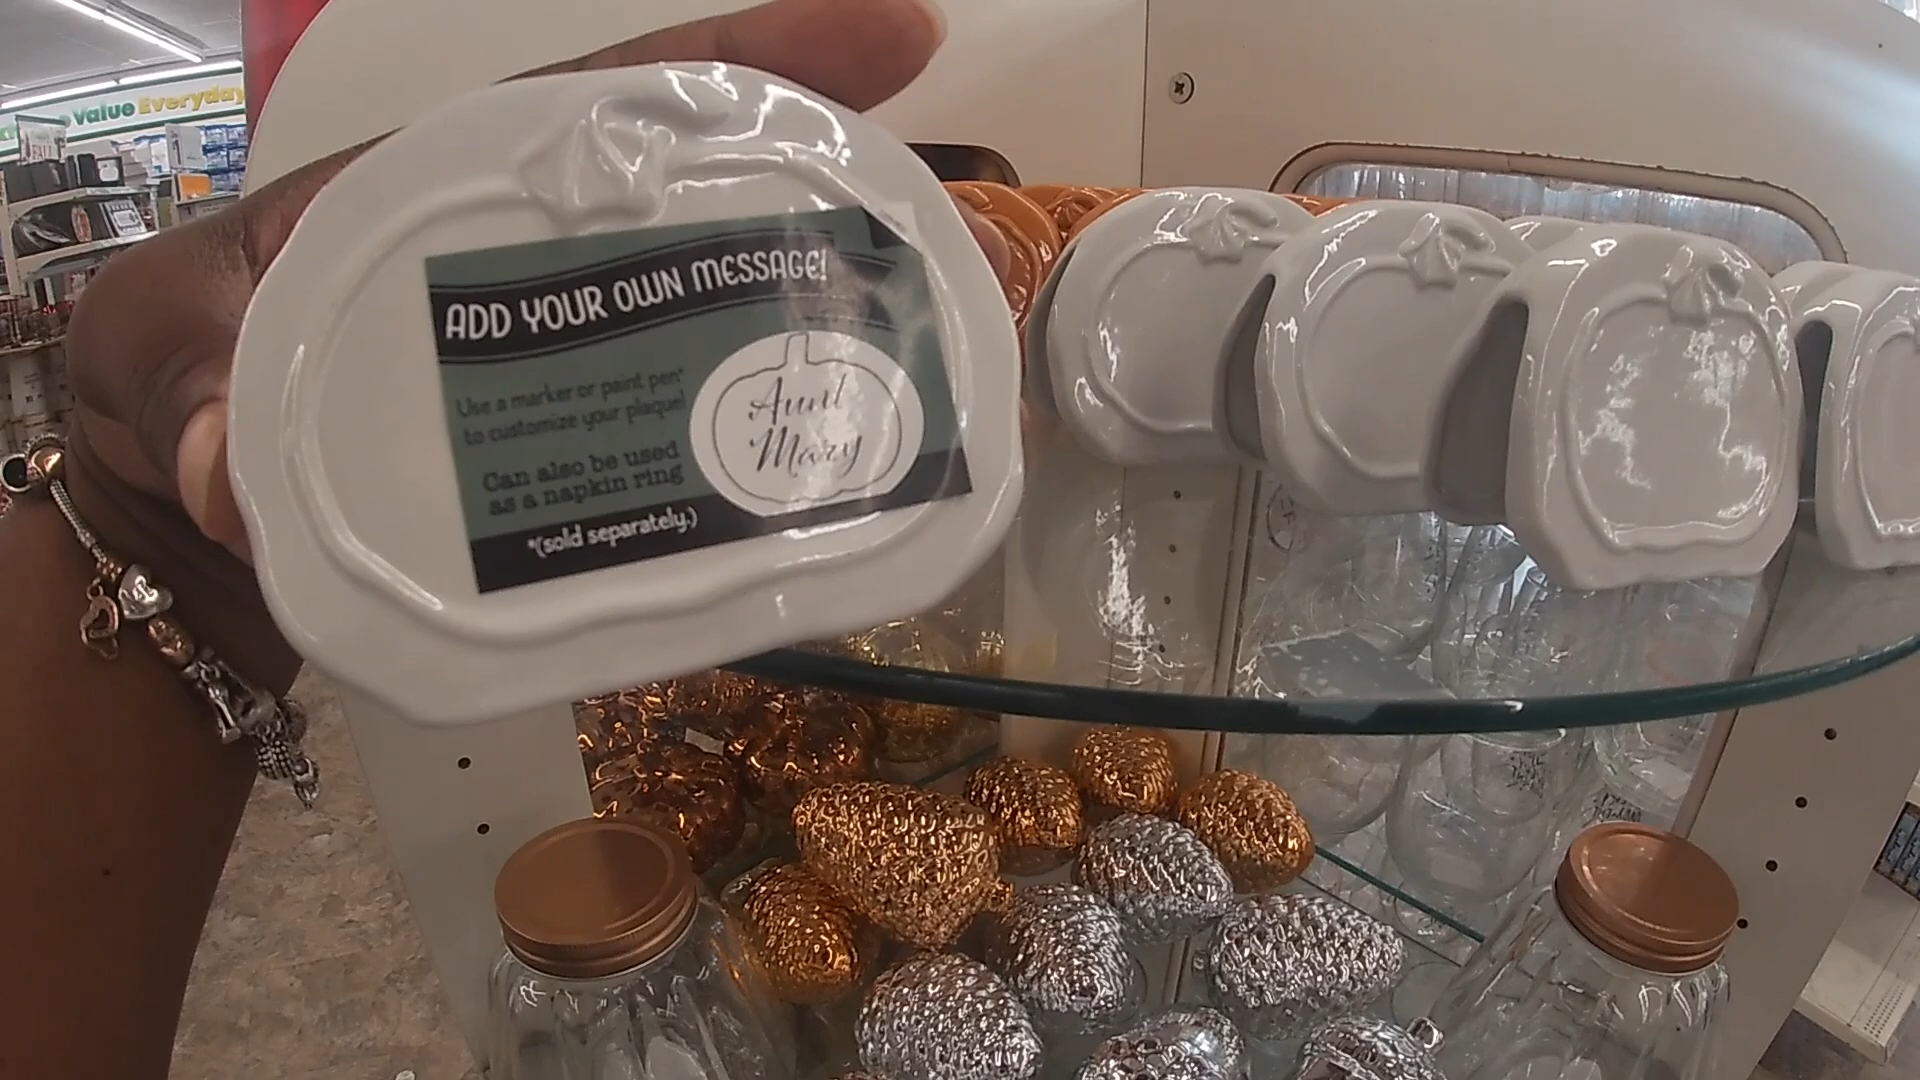 Value Everyday
FALL
ADD YOUR OWN MESSAGE!
Use a marker or paint pen*
to customize your plaque!
Can also be used
as a napkin ring
*(sold separately.)
Aunt
Mary